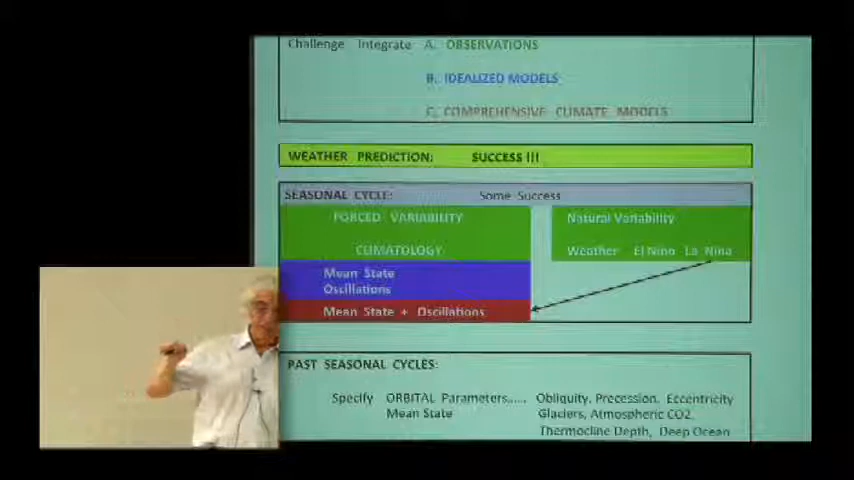 Challenge Integrate A. OBSERVATIONS
B. IDEALIZED MODELS
C. COMPREHENSIVE CLIMATE MODELS
WEATHER PREDICTION: SUCCESS !!!
SEASONAL CYCLE: Some Success
FORCED VARIABILITY
CLIMATOLOGY
Mean State
Oscillations
Mean State + Oscillations
Natural Variability
Weather El Nino La Nina
PAST SEASONAL CYCLES:
Specify ORBITAL Parameters..... Obliquity, Precession, Eccentricity
Mean State Glaciers, Atmospheric CO2,
Thermocline Depth, Deep Ocean